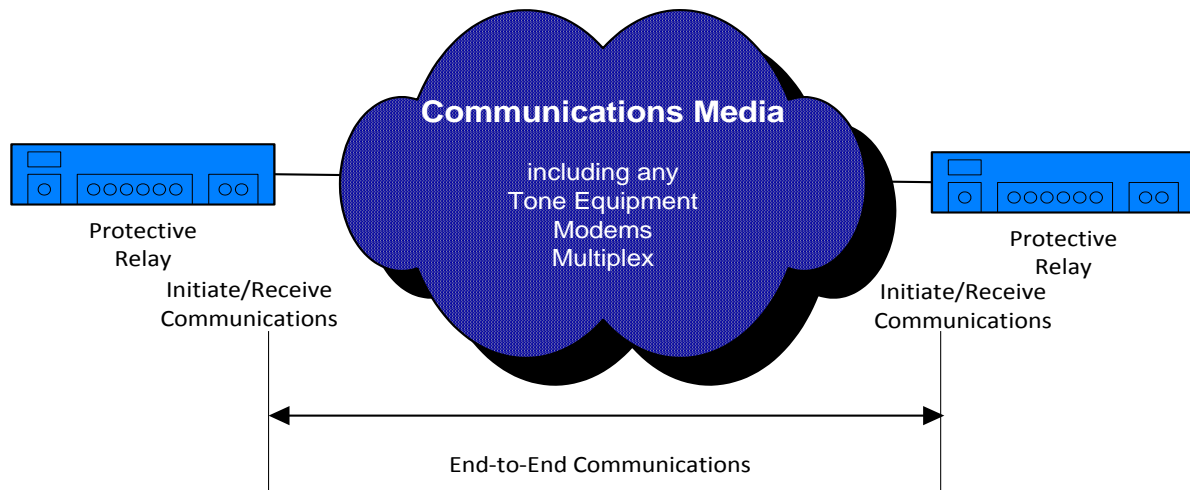 Communications Media
including any
Tone Equipment
Modems
Multiplex
Protective
Relay
Initiate/Receive
Communications
Protective
Relay
Initiate/Receive
Communications
End-to-End Communications